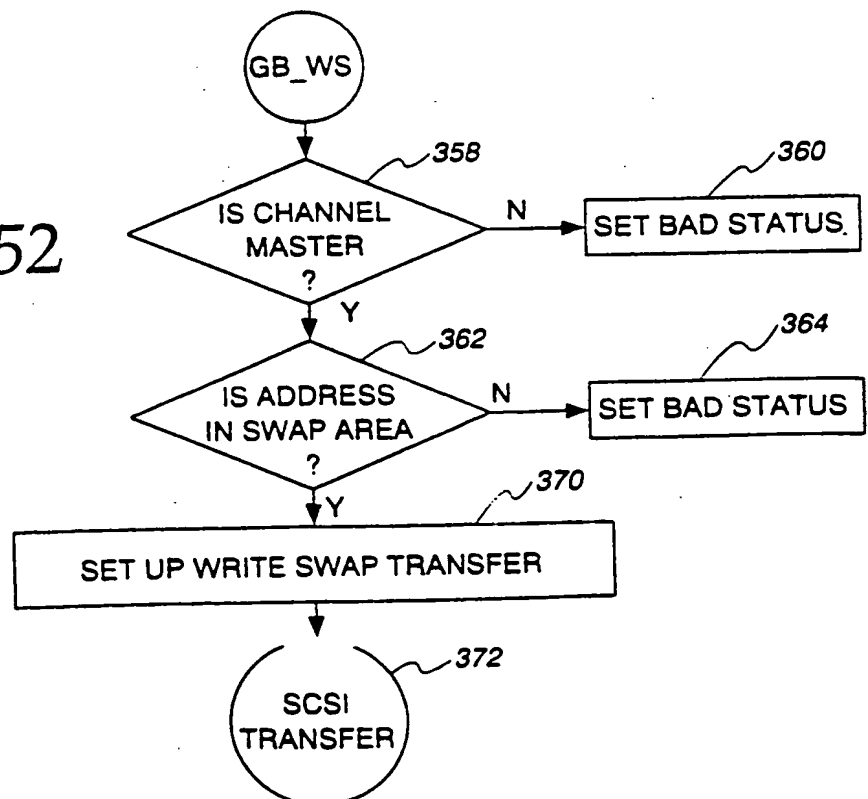 GB_WS
358
IS CHANNEL
MASTER
?
N
360
SET BAD STATUS.
52
Y
362
IS ADDRESS
IN SWAP AREA
?
N
364
SET BAD STATUS
Y
370
SET UP WRITE SWAP TRANSFER
372
SCSI
TRANSFER